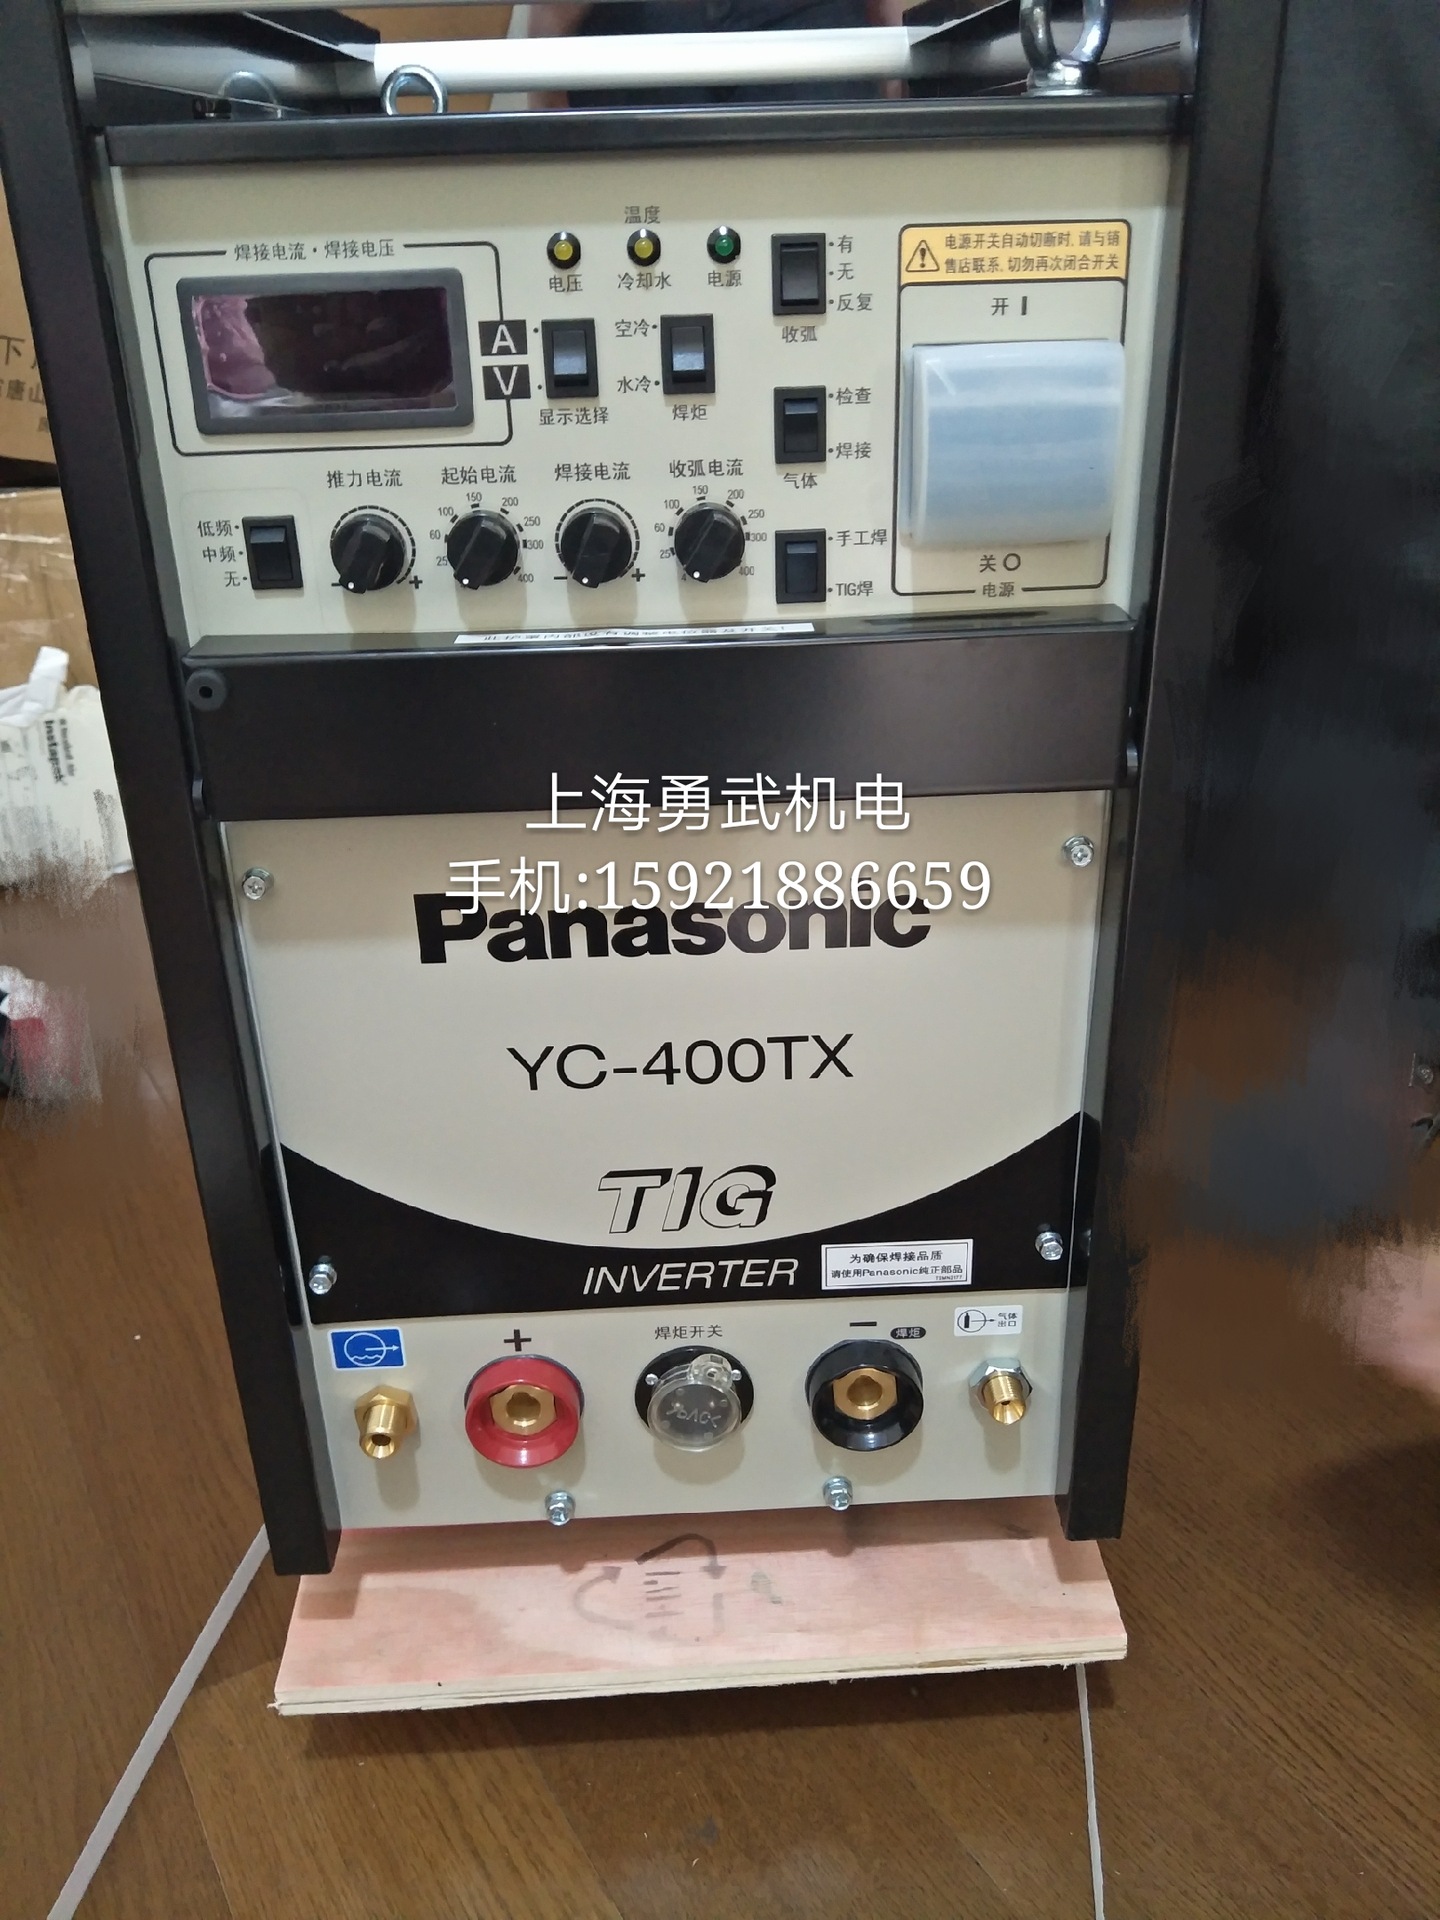 温度
焊接电流·焊接电压
电压
冷却水
电源
有
无
反复
收弧
电源开关自动切断时,请与销
售店联系,切勿再次闭合开关
开 I
A
V
显示选择
空冷
水冷
焊炬
检查
焊接
气体
推力电流
起始电流
焊接电流
收弧电流
低频
中频
无
- +
25 60 100 150 200 250 300 400
- +
4 25 60 100 150 200 250 300 400
手工焊
TIG焊
关 O
电源
上海勇武机电
手机:15921886659
Panasonic
YC-400TX
TIG
INVERTER
为确保焊接品质
请使用Panasonic纯正部品
+
焊炬开关
-
焊炬
气体
出口
Instapak